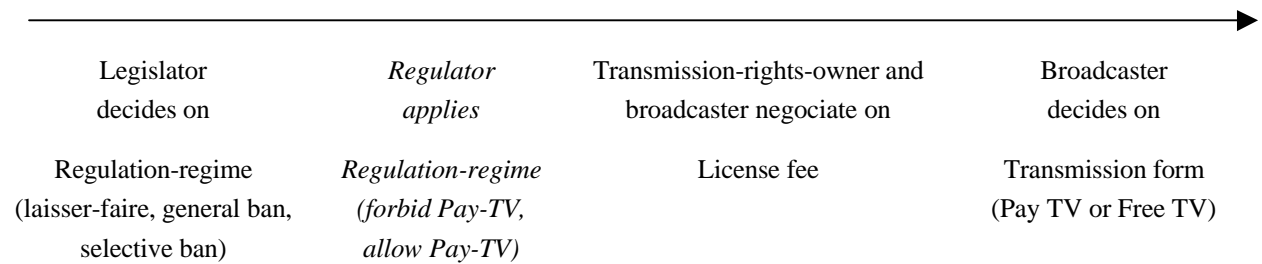 Legislator
decides on
Regulator
applies
Transmission-rights-owner and
broadcaster negociate on
Broadcaster
decides on
Regulation-regime
(laisser-faire, general ban,
selective ban)
Regulation-regime
(forbid Pay-TV,
allow Pay-TV)
License fee
Transmission form
(Pay TV or Free TV)